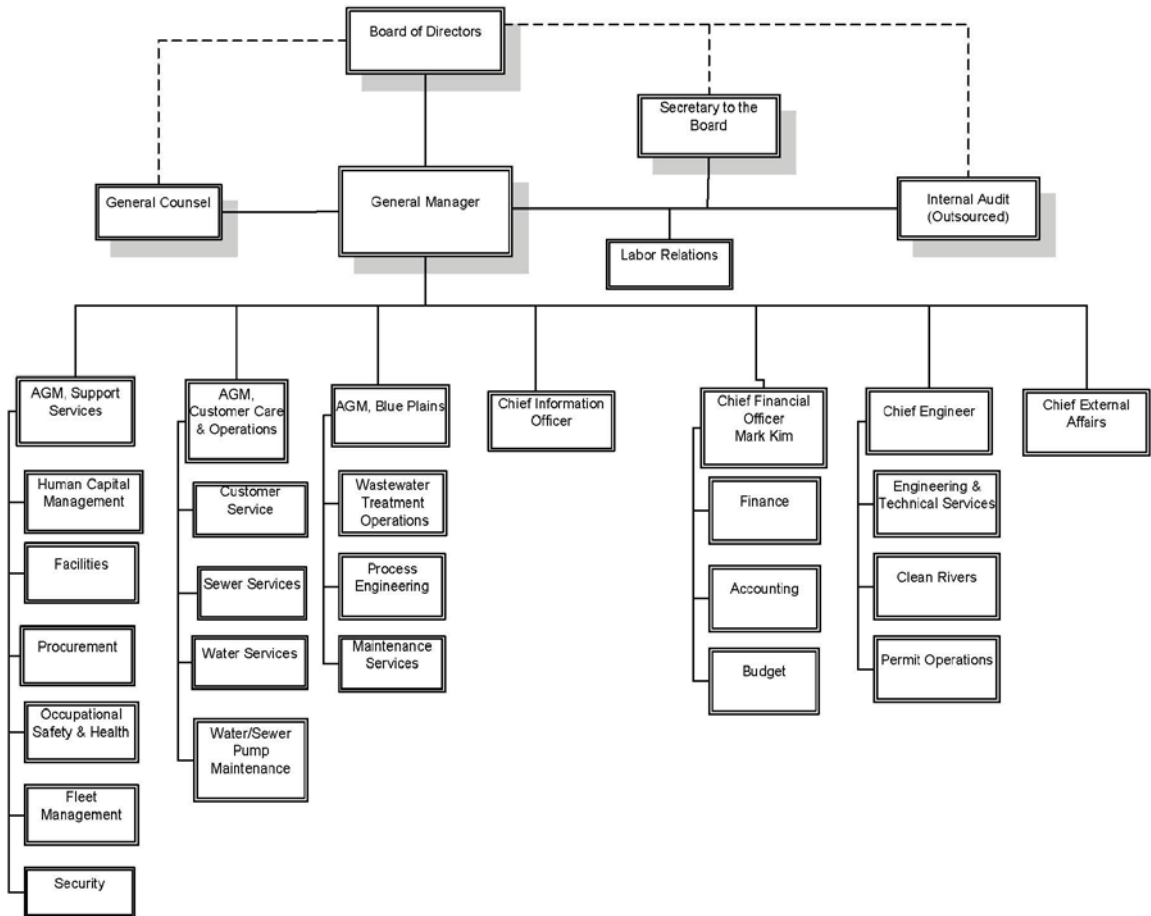 Board of Directors
Secretary to the
Board
General Counsel
General Manager
Internal Audit
(Outsourced)
Labor Relations
AGM, Support
Services
Human Capital
Management
Facilities
Procurement
Occupational
Safety & Health
Fleet
Management
Security
AGM,
Customer Care
& Operations
Customer
Service
Sewer Services
Water Services
Water/Sewer
Pump
Maintenance
AGM, Blue Plains
Wastewater
Treatment
Operations
Process
Engineering
Maintenance
Services
Chief Information
Officer
Chief Financial
Officer
Mark Kim
Finance
Accounting
Budget
Chief Engineer
Engineering &
Technical Services
Clean Rivers
Permit Operations
Chief External
Affairs